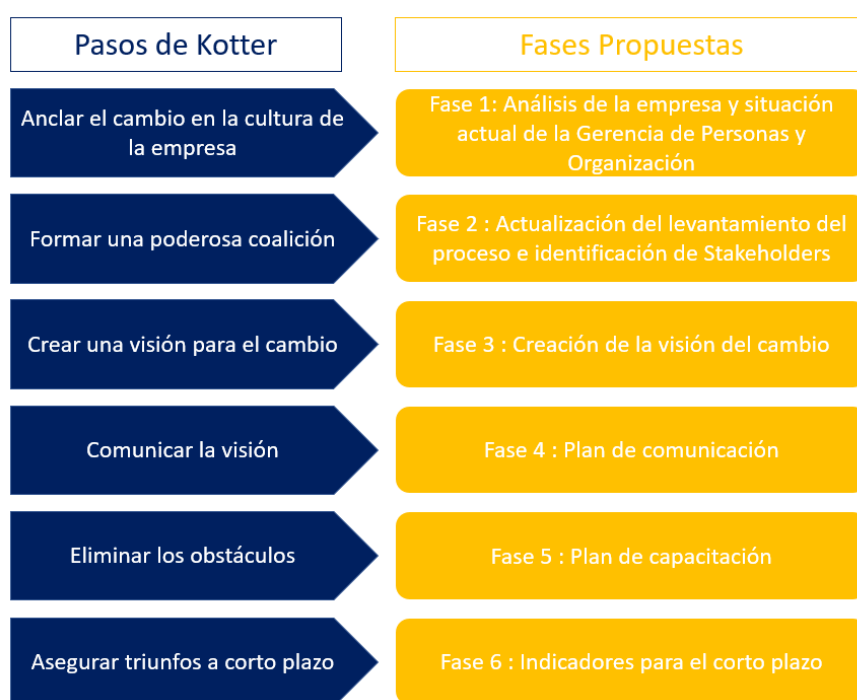 Pasos de Kotter
Fases Propuestas
Anclar el cambio en la cultura de
la empresa
Fase 1: Análisis de la empresa y situación
actual de la Gerencia de Personas y
Organización
Formar una poderosa coalición
Fase 2 : Actualización del levantamiento del
proceso e identificación de Stakeholders
Crear una visión para el cambio
Fase 3 : Creación de la visión del cambio
Comunicar la visión
Fase 4 : Plan de comunicación
Eliminar los obstáculos
Fase 5 : Plan de capacitación
Asegurar triunfos a corto plazo
Fase 6 : Indicadores para el corto plazo